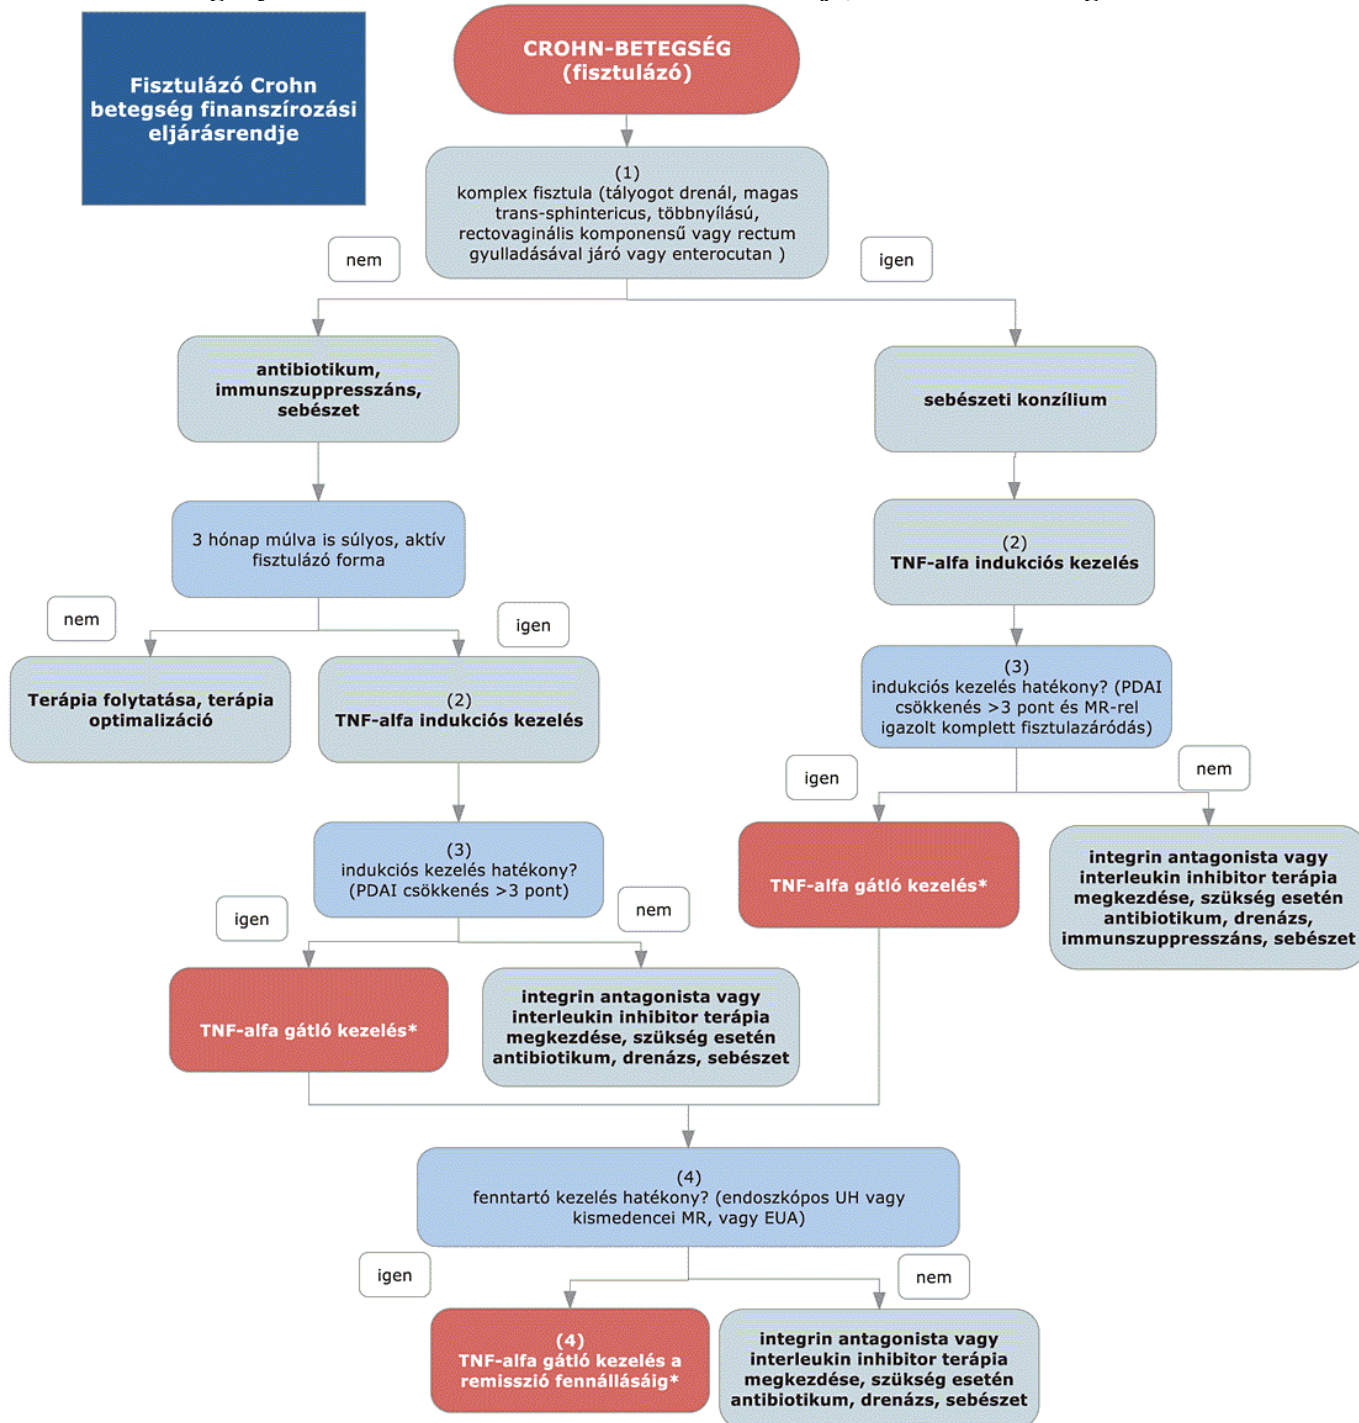 Fisztulázó Crohn
betegség finanszírozási
eljárásrendje
CROHN-BETEGSÉG
(fisztulázó)
(1)
komplex fisztula (tályogot drenál, magas
trans-sphintericus, többnyílású,
rectovaginális komponensű vagy rectum
gyulladásával járó vagy enterocutan )
nem
igen
antibiotikum,
immunszuppresszáns,
sebészet
sebészeti konzílium
3 hónap múlva is súlyos, aktív
fisztulázó forma
(2)
TNF-alfa indukciós kezelés
nem
igen
Terápia folytatása, terápia
optimalizáció
(2)
TNF-alfa indukciós kezelés
(3)
indukciós kezelés hatékony? (PDAI
csökkenés >3 pont és MR-rel
igazolt komplett fisztulazáródás)
igen
nem
(3)
indukciós kezelés hatékony?
(PDAI csökkenés >3 pont)
TNF-alfa gátló kezelés*
integrin antagonista vagy
interleukin inhibitor terápia
megkezdése, szükség esetén
antibiotikum, drenázs,
immunszuppresszáns, sebészet
igen
nem
TNF-alfa gátló kezelés*
integrin antagonista vagy
interleukin inhibitor terápia
megkezdése, szükség esetén
antibiotikum, drenázs, sebészet
(4)
fenntartó kezelés hatékony? (endoszkópos UH vagy
kismedencei MR, vagy EUA)
igen
nem
(4)
TNF-alfa gátló kezelés a
remisszió fennállásáig*
integrin antagonista vagy
interleukin inhibitor terápia
megkezdése, szükség esetén
antibiotikum, drenázs, sebészet